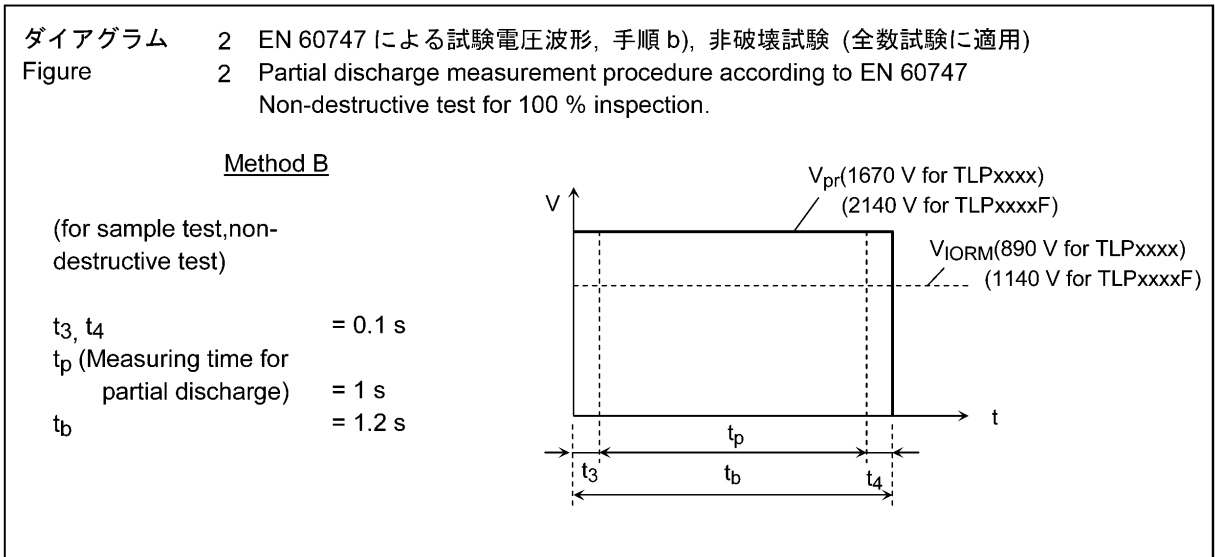 ダイアグラム 2 EN 60747 による試験電圧波形, 手順 b), 非破壊試験 (全数試験に適用)
Figure 2 Partial discharge measurement procedure according to EN 60747
Non-destructive test for 100 % inspection.
Method B
(for sample test,non-
destructive test)
t3, t4 = 0.1 s
tp (Measuring time for
partial discharge) = 1 s
tb = 1.2 s
Vpr(1670 V for TLPxxxx)
(2140 V for TLPxxxxF)
V
VIORM(890 V for TLPxxxx)
(1140 V for TLPxxxxF)
t
tp
t3
tb
t4